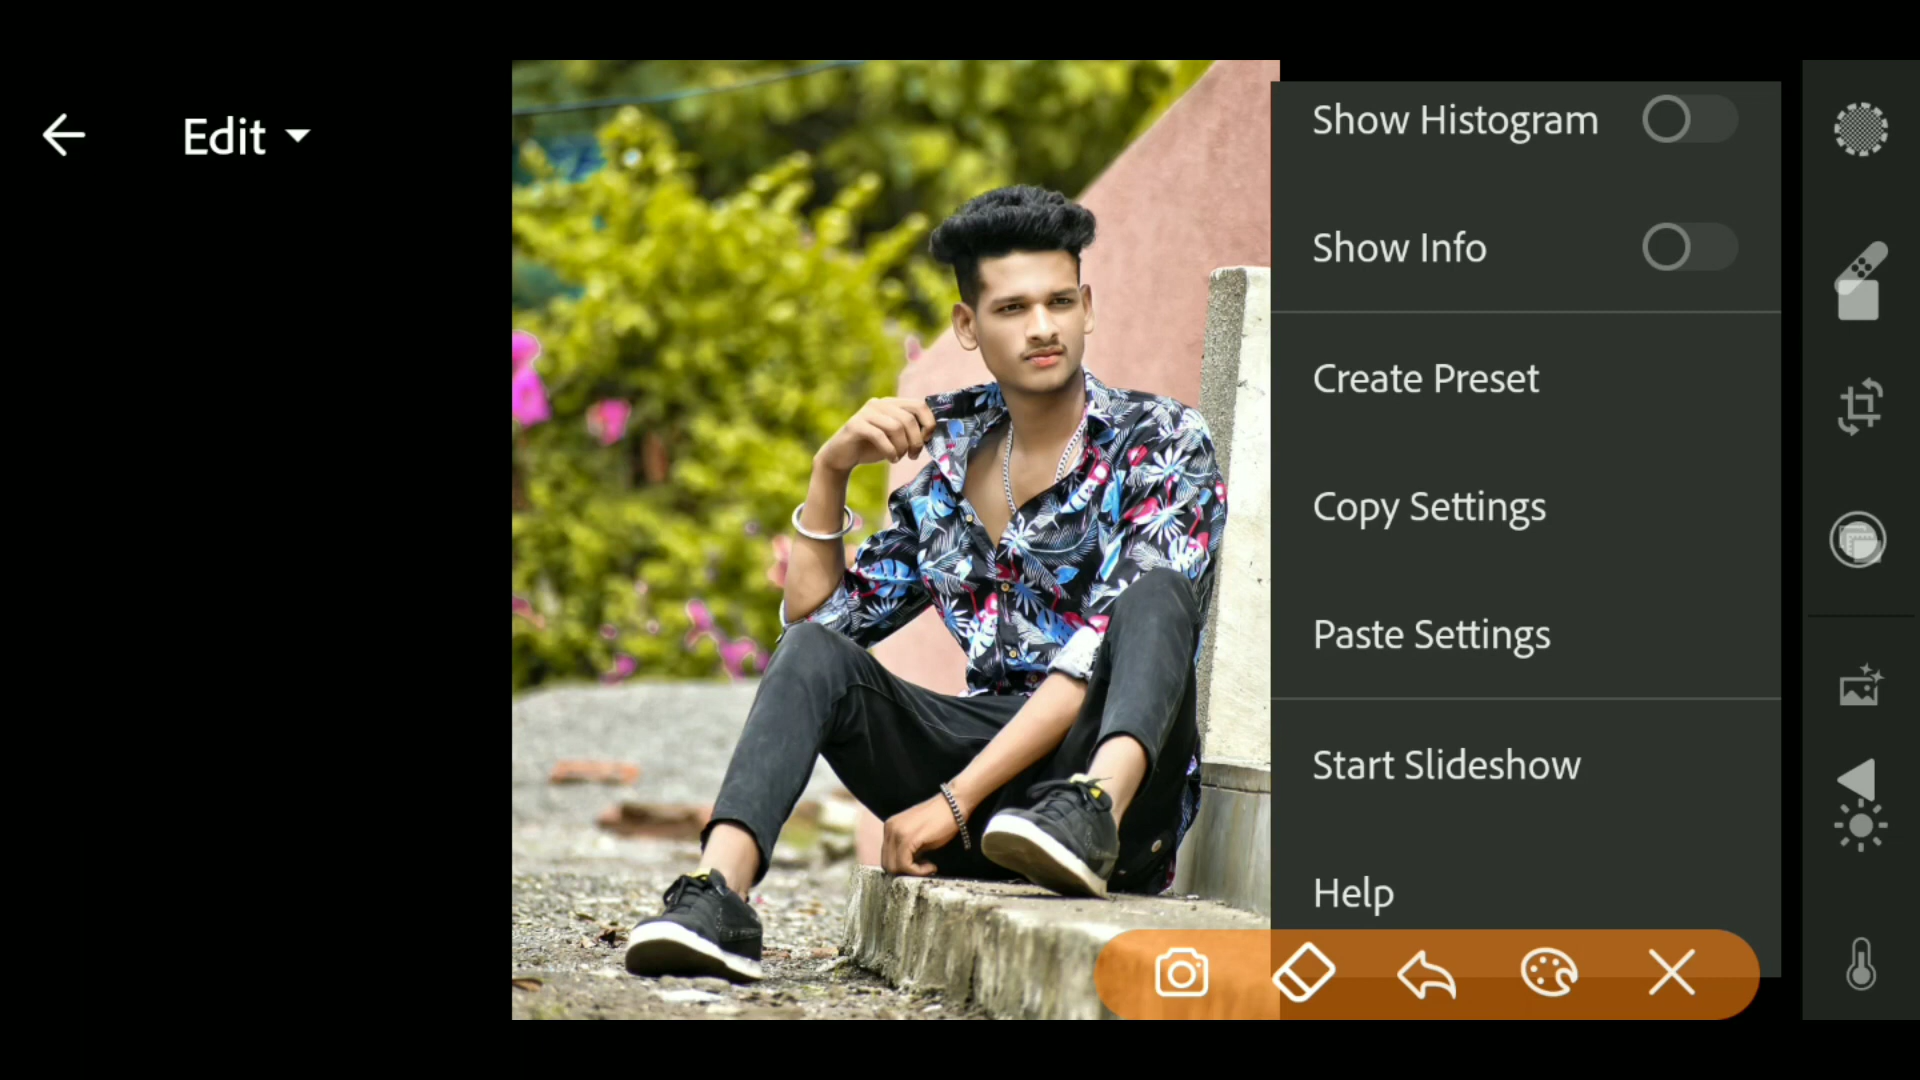 Edit
Show Histogram
Show Info
Create Preset
Copy Settings
Paste Settings
Start Slideshow
Help